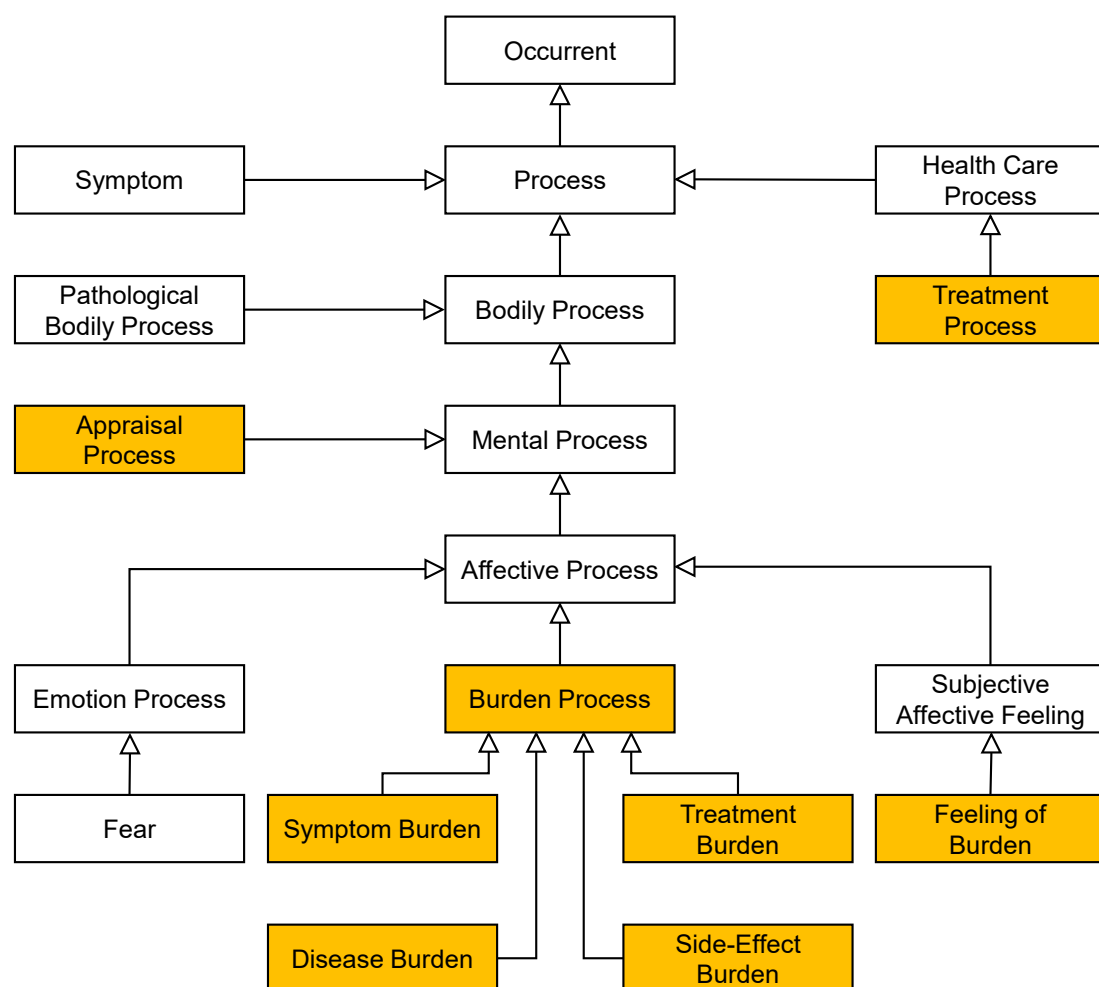 Occurrent
Symptom
Process
Health Care
Process
Pathological
Bodily Process
Bodily Process
Treatment
Process
Appraisal
Process
Mental Process
Affective Process
Emotion Process
Burden Process
Subjective
Affective Feeling
Fear
Symptom Burden
Treatment
Burden
Feeling of
Burden
Disease Burden
Side-Effect
Burden